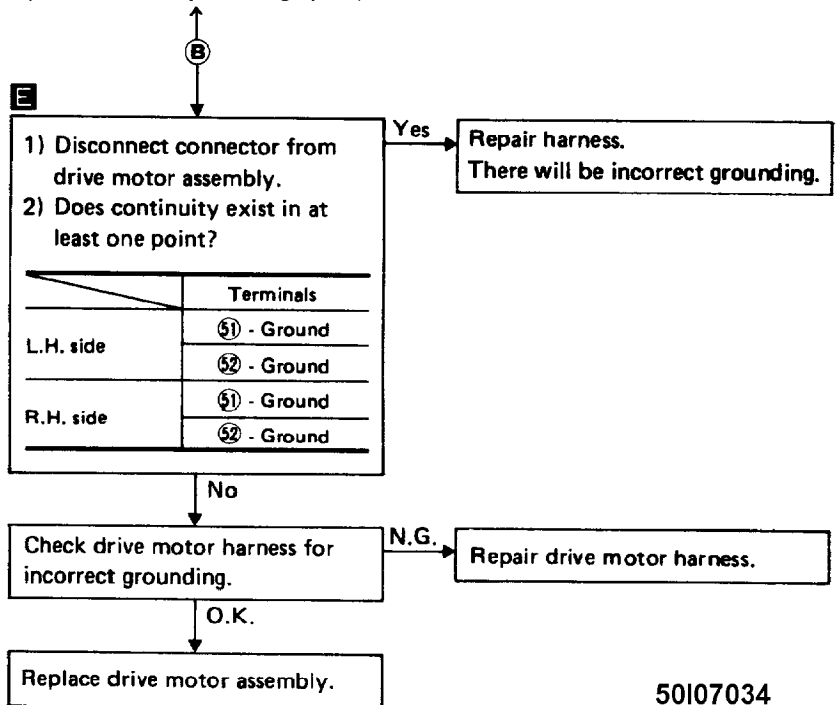 B
E
1) Disconnect connector from
drive motor assembly.
2) Does continuity exist in at
least one point?
Terminals
L.H. side
51 - Ground
52 - Ground
R.H. side
51 - Ground
52 - Ground
Yes
Repair harness.
There will be incorrect grounding.
No
Check drive motor harness for
incorrect grounding.
N.G.
Repair drive motor harness.
O.K.
Replace drive motor assembly.
50I07034